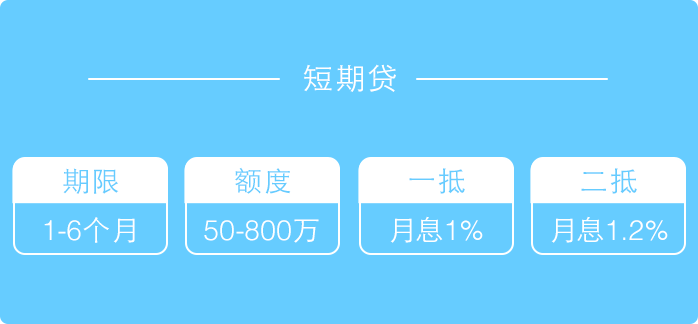 短期贷
期限 额度 一抵 二抵
1-6个月 50-800万 月息1% 月息1.2%